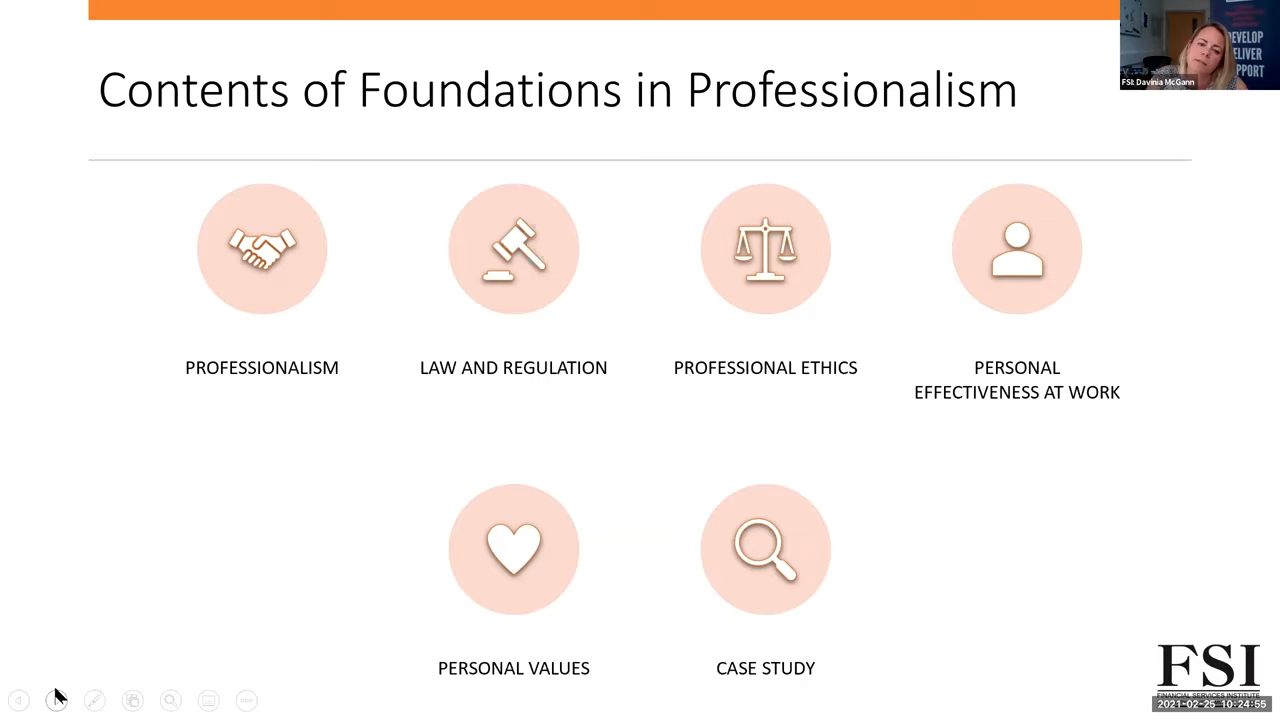 Contents of Foundations in Professionalism
DEVELOP
DELIVER
SUPPORT
FSI: Davinia McGann
PROFESSIONALISM
LAW AND REGULATION
PROFESSIONAL ETHICS
PERSONAL
EFFECTIVENESS AT WORK
PERSONAL VALUES
CASE STUDY
FSI
FINANCIAL SERVICES INSTITUTE
2021-02-25 10:24:55